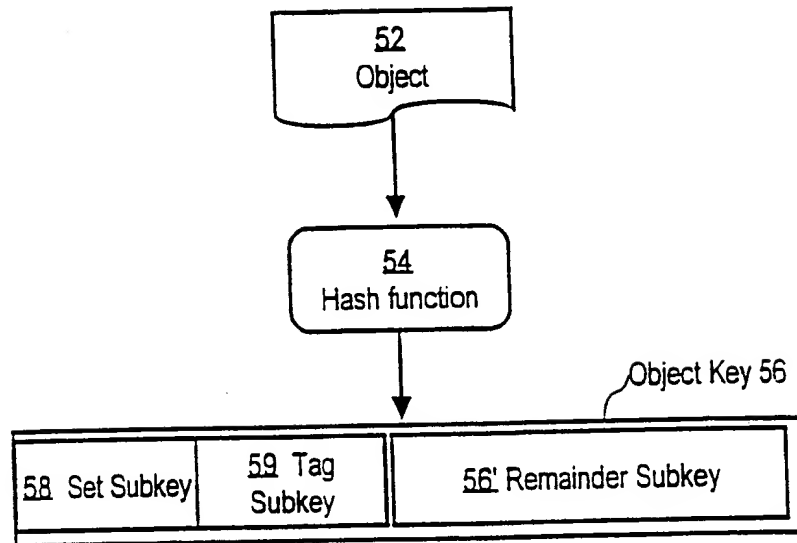 52
Object
54
Hash function
Object Key 56
58 Set Subkey
59 Tag
Subkey
56' Remainder Subkey